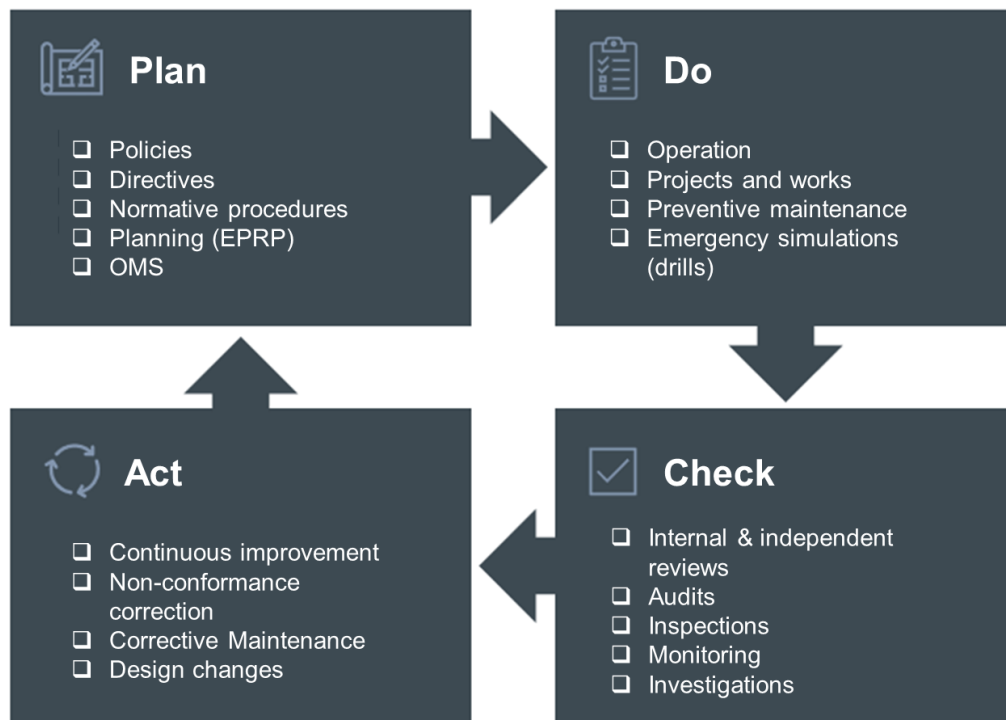 Plan
Policies
Directives
Normative procedures
Planning (EPRP)
OMS
Do
Operation
Projects and works
Preventive maintenance
Emergency simulations
(drills)
Act
Continuous improvement
Non-conformance
correction
Corrective Maintenance
Design changes
Check
Internal & independent
reviews
Audits
Inspections
Monitoring
Investigations